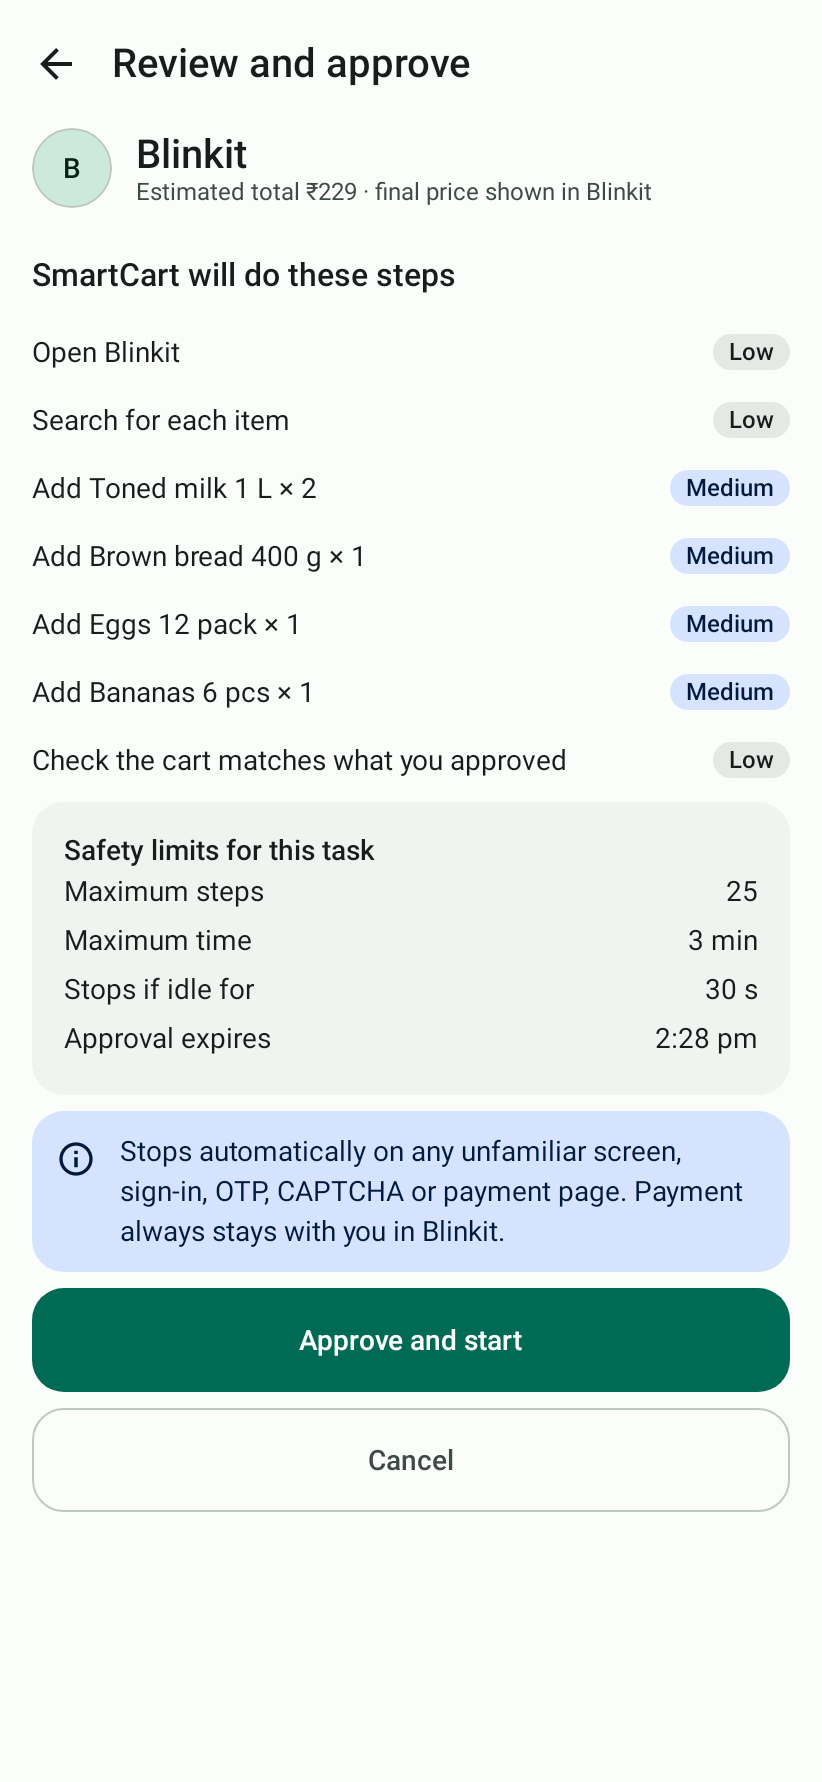 Review and approve
B
Blinkit
Estimated total ₹229 · final price shown in Blinkit
SmartCart will do these steps
Open Blinkit Low
Search for each item Low
Add Toned milk 1 L × 2 Medium
Add Brown bread 400 g × 1 Medium
Add Eggs 12 pack × 1 Medium
Add Bananas 6 pcs × 1 Medium
Check the cart matches what you approved Low
Safety limits for this task
Maximum steps 25
Maximum time 3 min
Stops if idle for 30 s
Approval expires 2:28 pm
Stops automatically on any unfamiliar screen,
sign-in, OTP, CAPTCHA or payment page. Payment
always stays with you in Blinkit.
Approve and start
Cancel